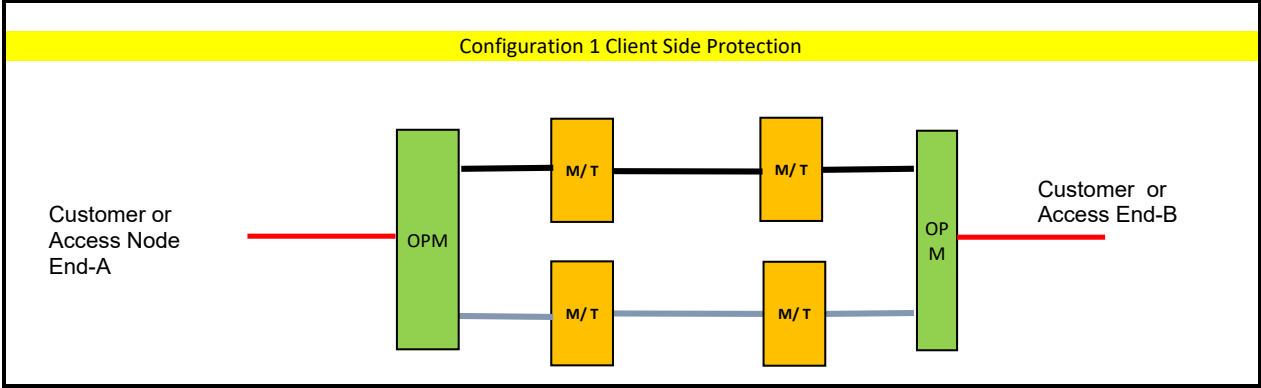 Configuration 1 Client Side Protection
M/ T
M/ T
Customer or
Access Node
End-A
OPM
OP
M
Customer  or
Access End-B
M/ T
M/ T